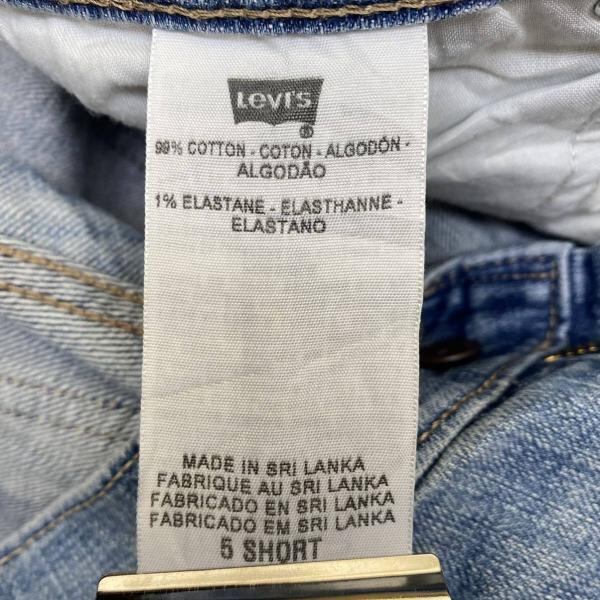 Levi's
®
99% COTTON - COTON - ALGODÓN -
ALGODÃO
1% ELASTANE - ELASTHANNE -
ELASTANO
MADE IN SRI LANKA
FABRIQUE AU SRI LANKA
FABRICADO EN SRI LANKA
FABRICADO EM SRI LANKA
5 SHORT